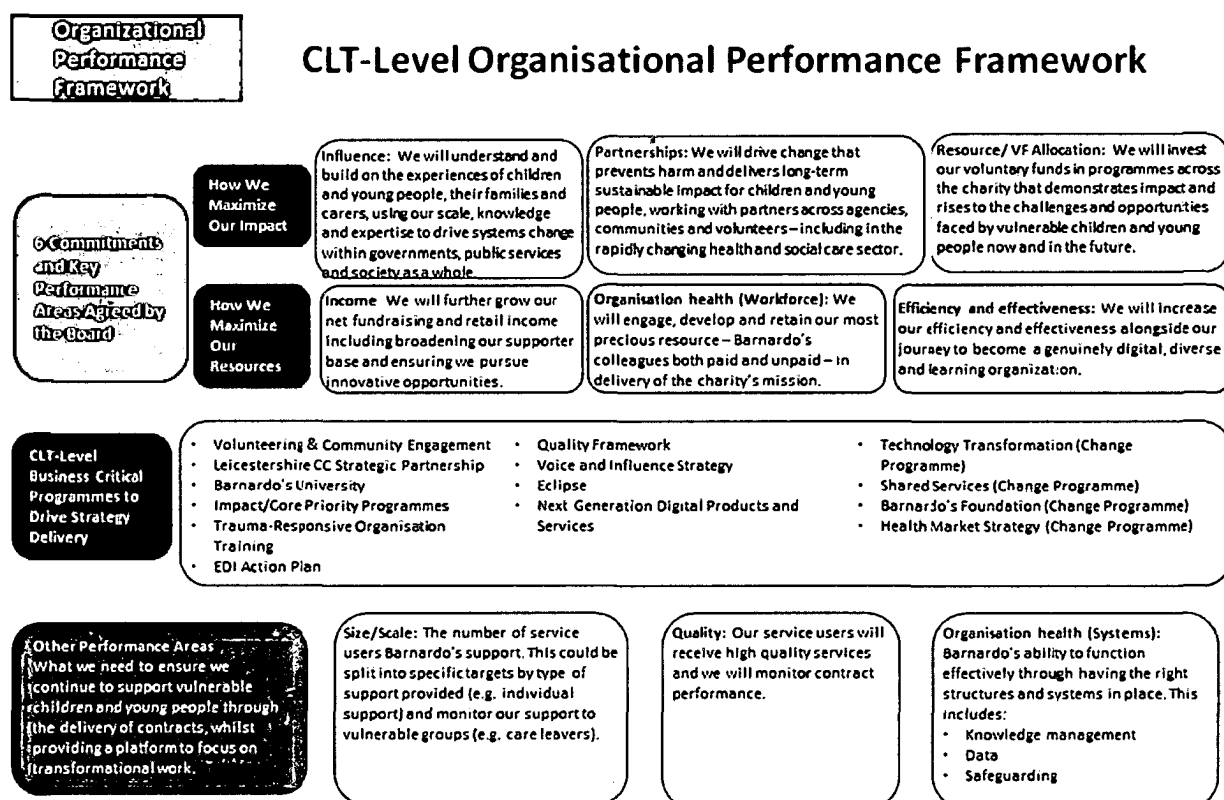 Organizational
Performance
Framework
CLT-Level Organisational Performance Framework
6 Commitments
and Key
Performance
Areas Agreed by
the Board
How We
Maximize
Our Impact
Influence: We will understand and
build on the experiences of children
and young people, their families and
carers, using our scale, knowledge
and expertise to drive systems change
within governments, public services
and society as a whole
Partnerships: We will drive change that
prevents harm and delivers long-term
sustainable impact for children and young
people, working with partners across agencies,
communities and volunteers – including in the
rapidly changing health and social care sector.
Resource/ VF Allocation: We will invest
our voluntary funds in programmes across
the charity that demonstrates impact and
rises to the challenges and opportunities
faced by vulnerable children and young
people now and in the future.
How We
Maximize
Our
Resources
Income We will further grow our
net fundraising and retail income
including broadening our supporter
base and ensuring we pursue
innovative opportunities.
Organisation health (Workforce): We
will engage, develop and retain our most
precious resource – Barnardo's
colleagues both paid and unpaid – in
delivery of the charity's mission.
Efficiency and effectiveness: We will increase
our efficiency and effectiveness alongside our
journey to become a genuinely digital, diverse
and learning organization.
CLT-Level
Business Critical
Programmes to
Drive Strategy
Delivery
• Volunteering & Community Engagement
• Leicestershire CC Strategic Partnership
• Barnardo's University
• Impact/Core Priority Programmes
• Trauma-Responsive Organisation
Training
• EDI Action Plan
• Quality Framework
• Voice and Influence Strategy
• Eclipse
• Next Generation Digital Products and
Services
• Technology Transformation (Change
Programme)
• Shared Services (Change Programme)
• Barnardo's Foundation (Change Programme)
• Health Market Strategy (Change Programme)
Other Performance Areas
What we need to ensure we
continue to support vulnerable
children and young people through
the delivery of contracts, whilst
providing a platform to focus on
transformational work.
Size/Scale: The number of service
users Barnardo's support. This could be
split into specific targets by type of
support provided (e.g. individual
support) and monitor our support to
vulnerable groups (e.g. care leavers).
Quality: Our service users will
receive high quality services
and we will monitor contract
performance.
Organisation health (Systems):
Barnardo's ability to function
effectively through having the right
structures and systems in place. This
includes:
• Knowledge management
• Data
• Safeguarding